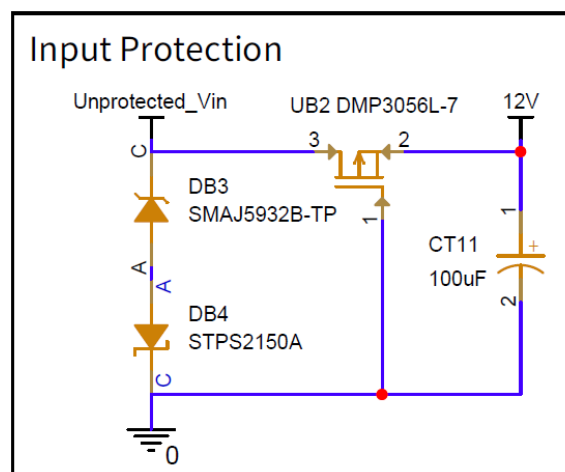 Input Protection
Unprotected_Vin
UB2 DMP3056L-7
12V
C
3
2
DB3
SMAJ5932B-TP
1
A
A
CT11
100uF
1
+
2
DB4
STPS2150A
C
0